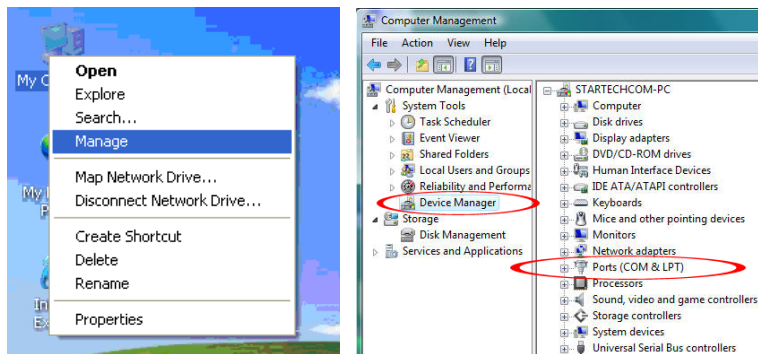 My C
Open
Explore
Search...
Manage
My
Map Network Drive...
Disconnect Network Drive...
Create Shortcut
Delete
Rename
In
Ex
Properties
Computer Management
File Action View Help
Computer Management (Local
System Tools
Task Scheduler
Event Viewer
Shared Folders
Local Users and Groups
Reliability and Performa
Device Manager
Storage
Disk Management
Services and Applications
STARTECHCOM-PC
Computer
Disk drives
Display adapters
DVD/CD-ROM drives
Human Interface Devices
IDE ATA/ATAPI controllers
Keyboards
Mice and other pointing devices
Monitors
Network adapters
Ports (COM & LPT)
Processors
Sound, video and game controllers
Storage controllers
System devices
Universal Serial Bus controllers